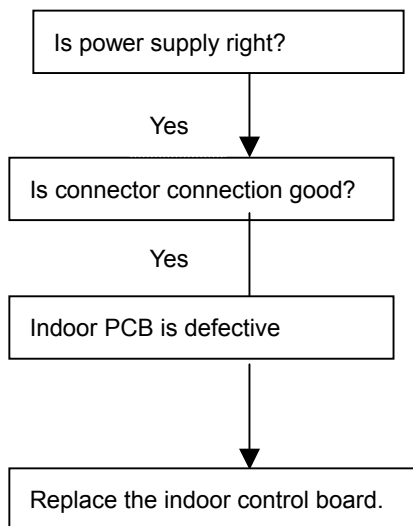 Is power supply right?
Yes
Is connector connection good?
Yes
Indoor PCB is defective
Replace the indoor control board.